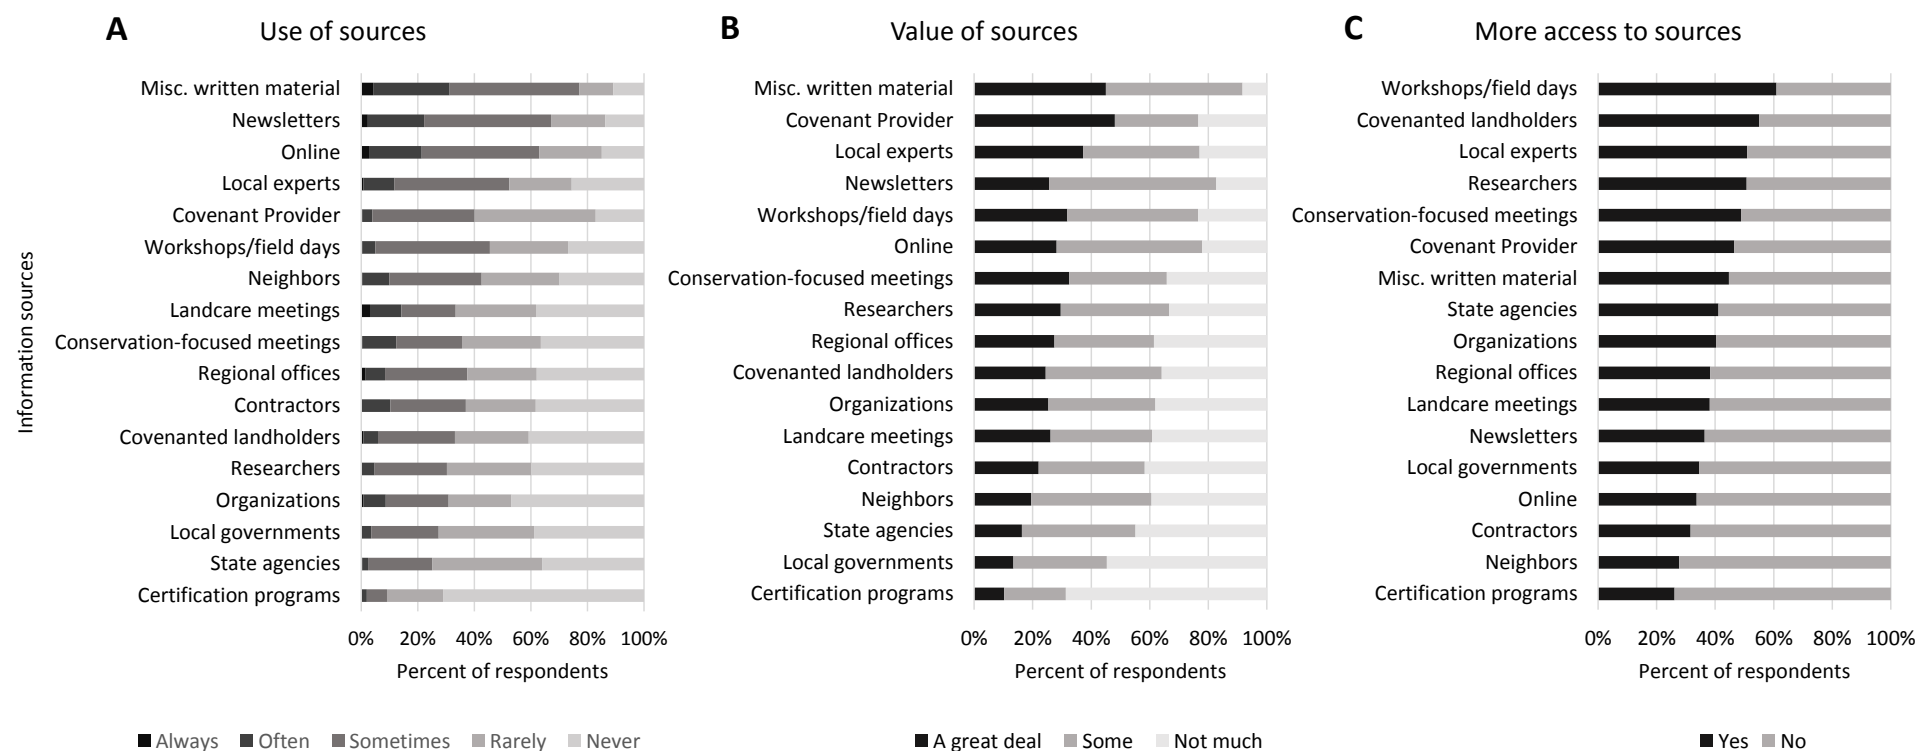 A Use of sources
Misc. written material
Newsletters
Online
Local experts
Covenant Provider
Workshops/field days
Neighbors
Landcare meetings
Conservation-focused meetings
Regional offices
Contractors
Covenanted landholders
Researchers
Organizations
Local governments
State agencies
Certification programs
Information sources
0% 20% 40% 60% 80% 100%
Percent of respondents
Always Often Sometimes Rarely Never
B Value of sources
Misc. written material
Covenant Provider
Local experts
Newsletters
Workshops/field days
Online
Conservation-focused meetings
Researchers
Regional offices
Covenanted landholders
Organizations
Landcare meetings
Contractors
Neighbors
State agencies
Local governments
Certification programs
0% 20% 40% 60% 80% 100%
Percent of respondents
A great deal Some Not much
C More access to sources
Workshops/field days
Covenanted landholders
Local experts
Researchers
Conservation-focused meetings
Covenant Provider
Misc. written material
State agencies
Organizations
Regional offices
Landcare meetings
Newsletters
Local governments
Online
Contractors
Neighbors
Certification programs
0% 20% 40% 60% 80% 100%
Percent of respondents
Yes No